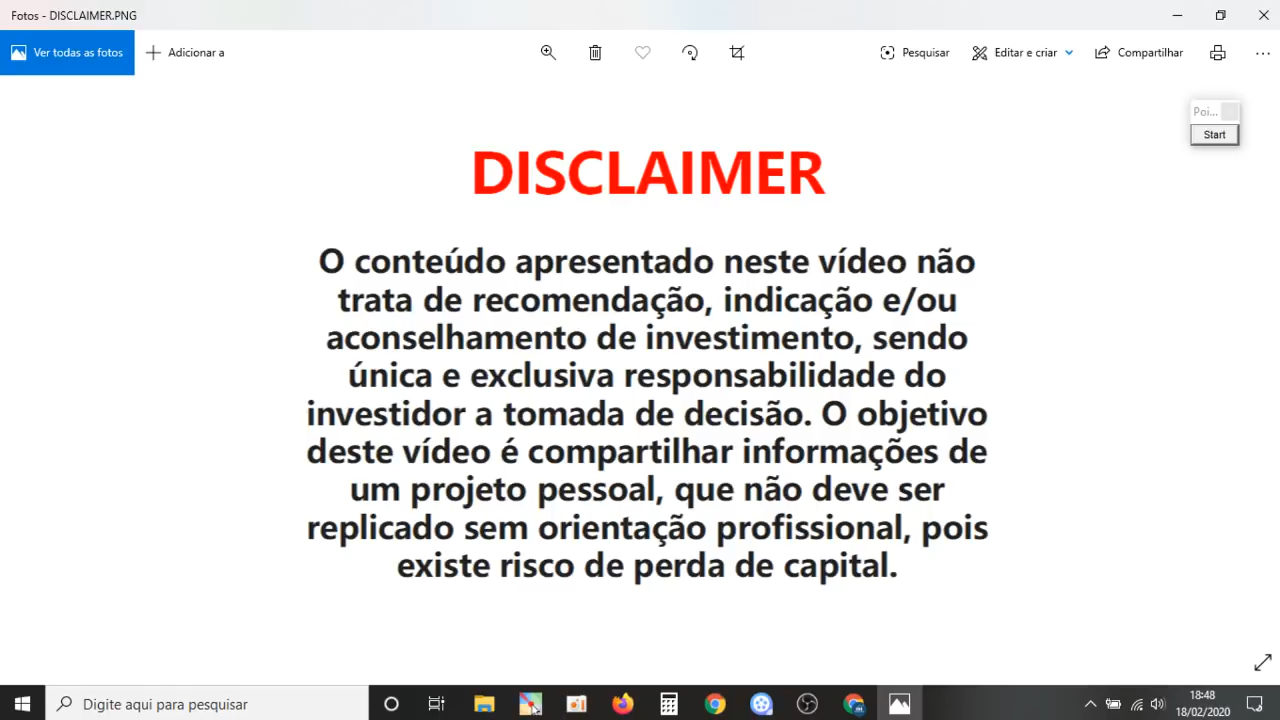 Fotos - DISCLAIMER.PNG
Ver todas as fotos
Adicionar a
Pesquisar
Editar e criar
Compartilhar
Poi...
Start
DISCLAIMER
O conteúdo apresentado neste vídeo não
trata de recomendação, indicação e/ou
aconselhamento de investimento, sendo
única e exclusiva responsabilidade do
investidor a tomada de decisão. O objetivo
deste vídeo é compartilhar informações de
um projeto pessoal, que não deve ser
replicado sem orientação profissional, pois
existe risco de perda de capital.
Digite aqui para pesquisar
18:48
18/02/2020